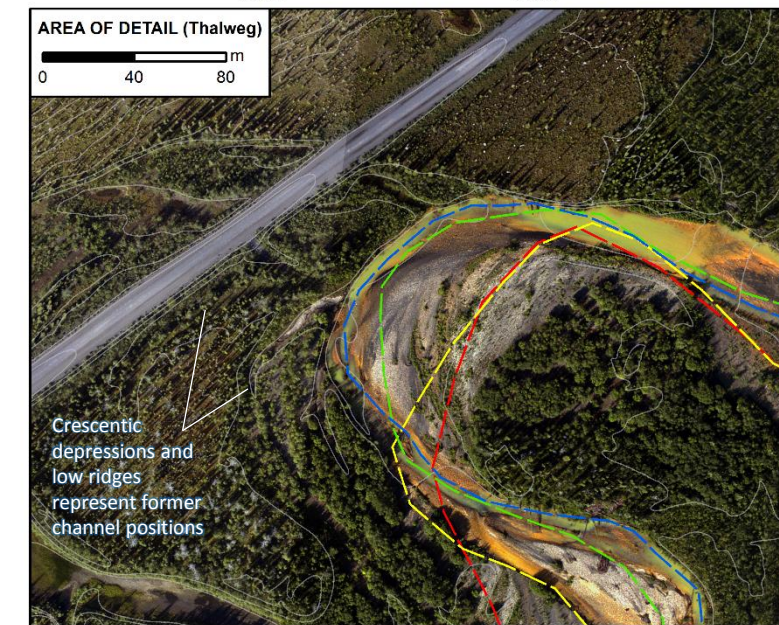 AREA OF DETAIL (Thalweg)
m
0 40 80
Crescentic
depressions and
low ridges
represent former
channel positions